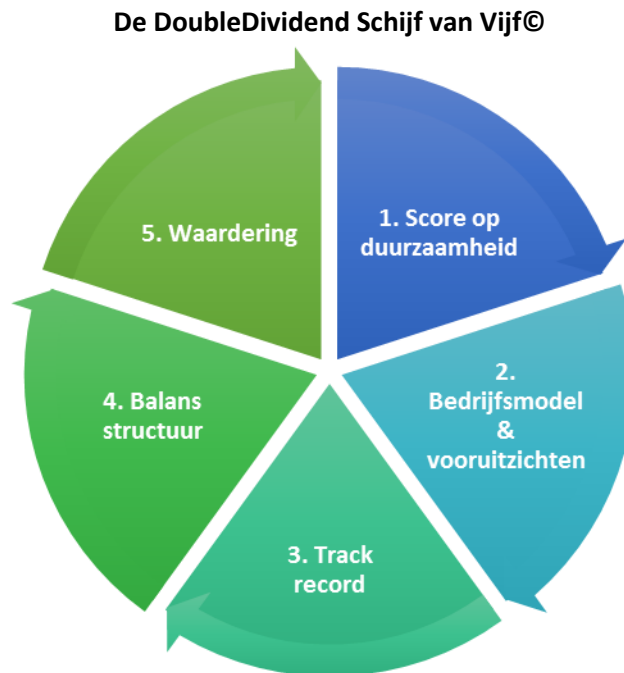 De DoubleDividend Schijf van Vijf©
1. Score op
duurzaamheid
2.
Bedrijfsmodel
&
vooruitzichten
3. Track
record
4. Balans
structuur
5. Waardering